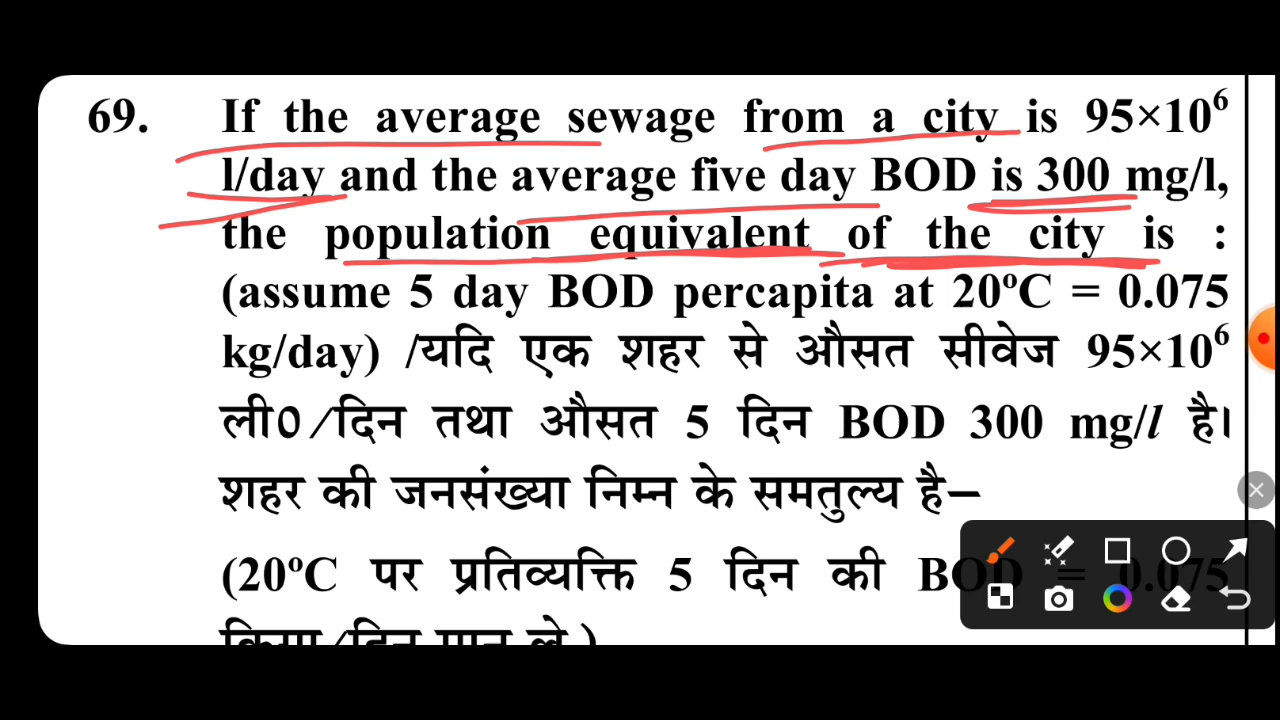 69. If the average sewage from a city is 95×10⁶
l/day and the average five day BOD is 300 mg/l,
the population equivalent of the city is :
(assume 5 day BOD percapita at 20ºC = 0.075
kg/day) /यदि एक शहर से औसत सीवेज 95×10⁶
ली0/दिन तथा औसत 5 दिन BOD 300 mg/l है।
शहर की जनसंख्या निम्न के समतुल्य है–
(20ºC पर प्रतिव्यक्ति 5 दिन की BOD = 0.075